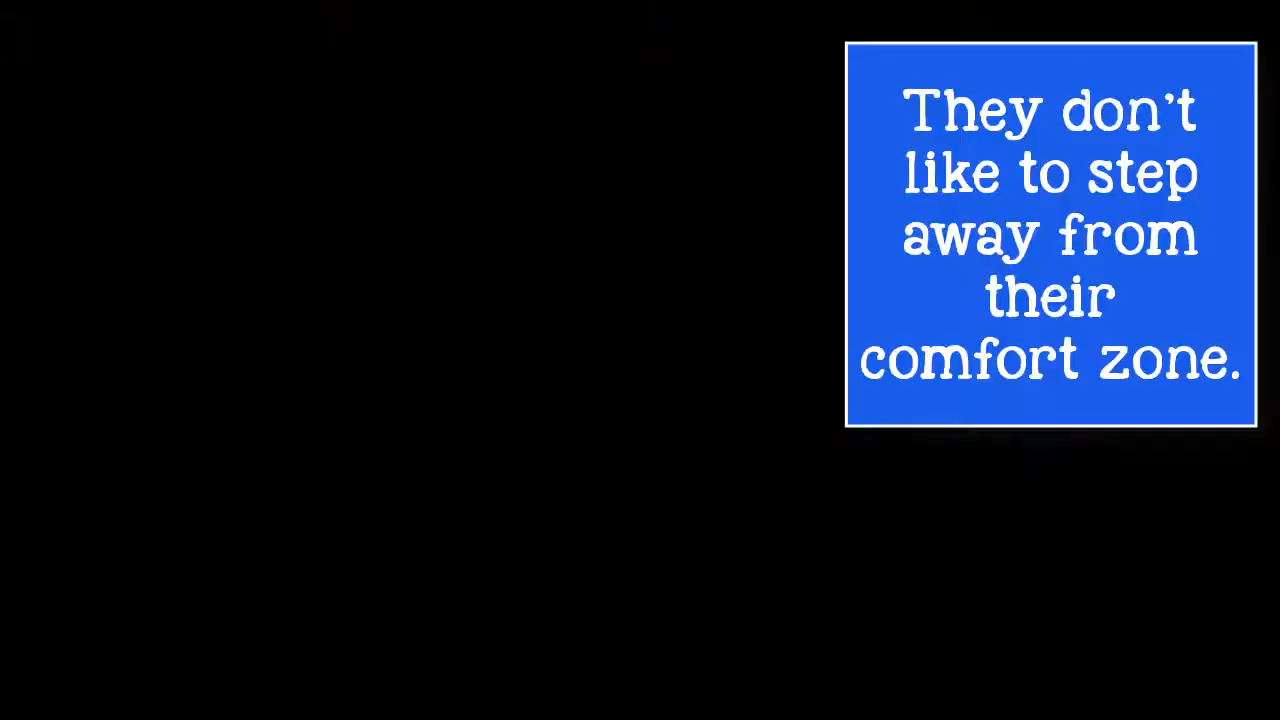 They don't
like to step
away from
their
comfort zone.